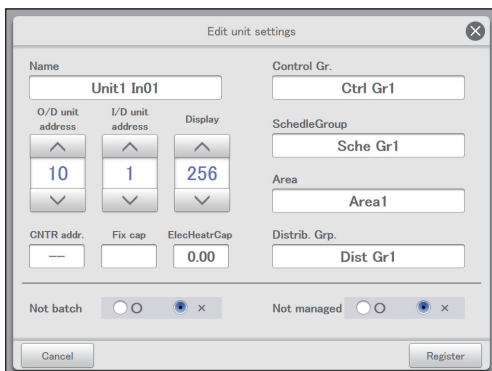 Edit unit settings
Name
Unit1 In01
O/D unit address
I/D unit address
Display
10
1
256
CNTR addr.
Fix cap
ElecHeatrCap
--
0.00
Control Gr.
Ctrl Gr1
SchedleGroup
Sche Gr1
Area
Area1
Distrib. Grp.
Dist Gr1
Not batch
O
×
Not managed
O
×
Cancel
Register